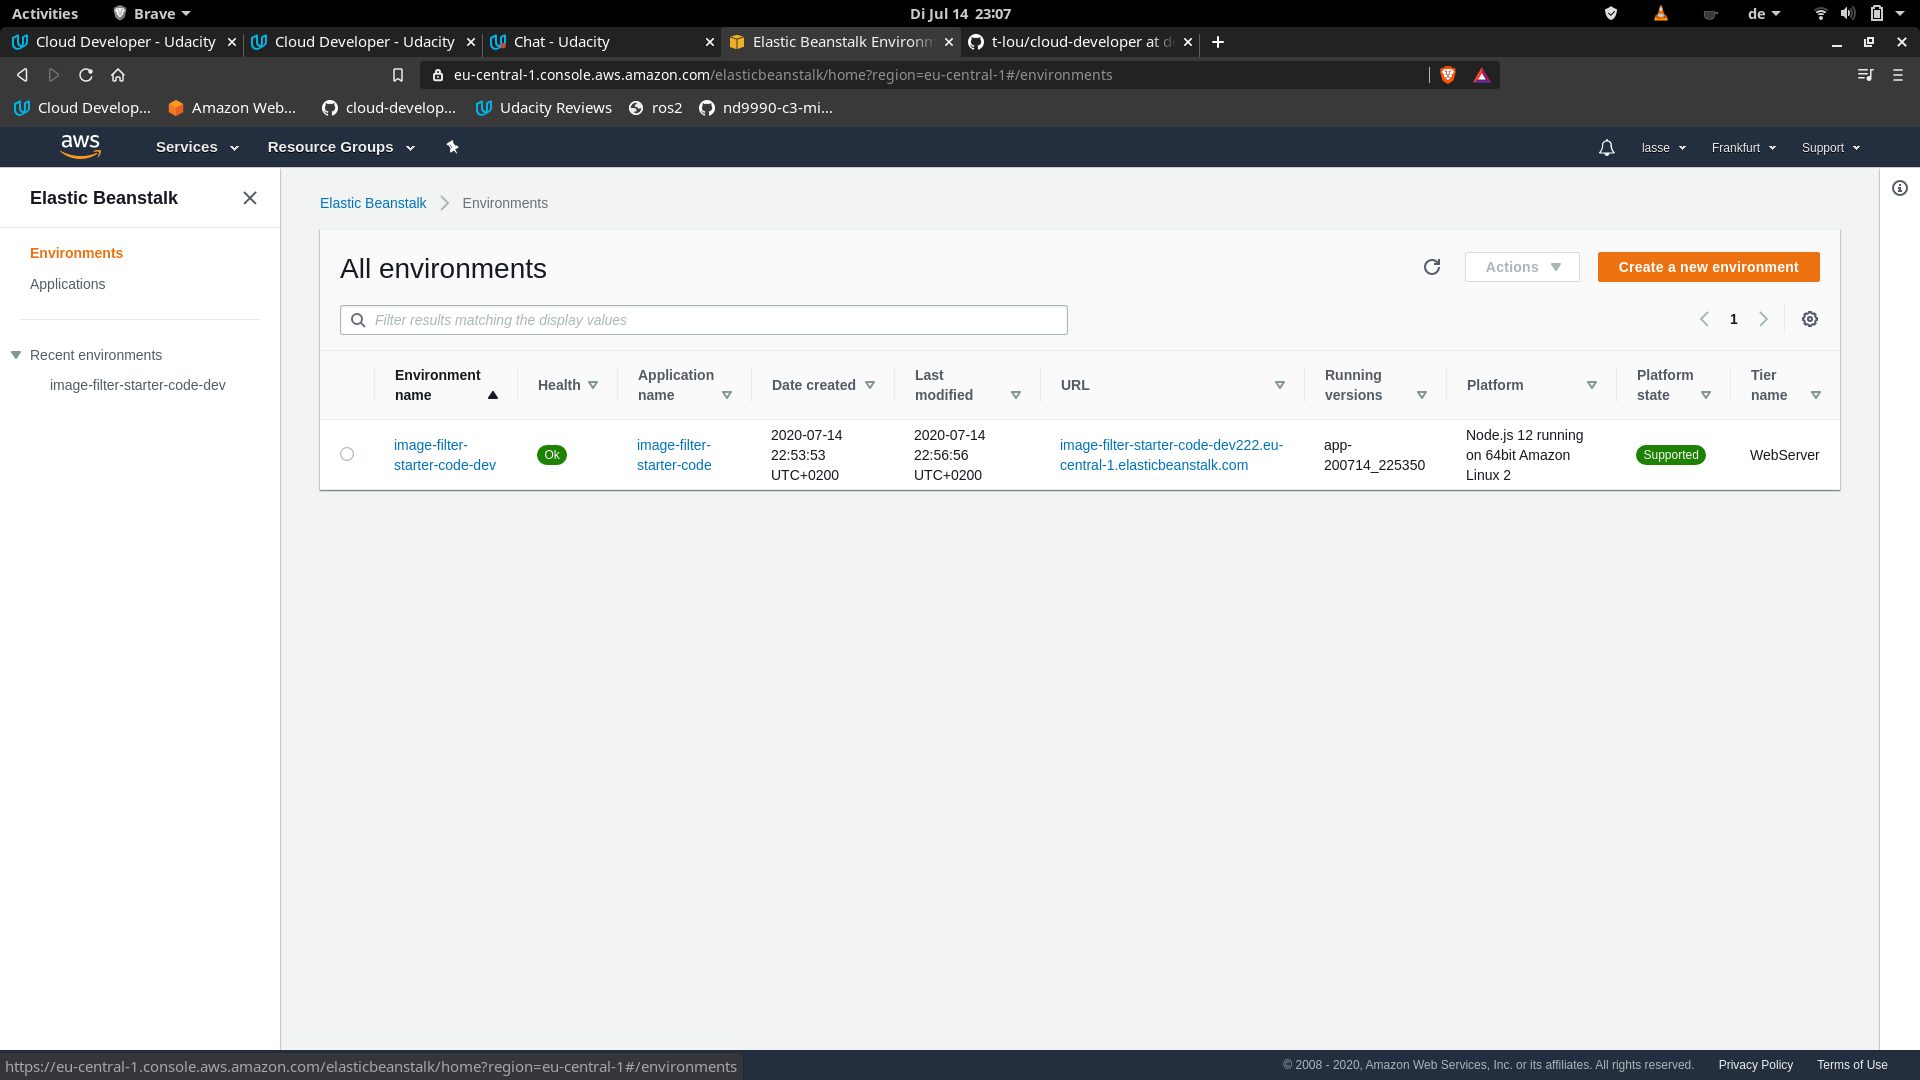 Activities
Brave
Di Jul 14 23:07
de
Cloud Developer - Udacity
Cloud Developer - Udacity
Chat - Udacity
Elastic Beanstalk Environm
t-lou/cloud-developer at d
eu-central-1.console.aws.amazon.com/elasticbeanstalk/home?region=eu-central-1#/environments
Cloud Develop...
Amazon Web...
cloud-develop...
Udacity Reviews
ros2
nd9990-c3-mi...
aws
Services
Resource Groups
lasse
Frankfurt
Support
Elastic Beanstalk
Environments
Applications
Recent environments
image-filter-starter-code-dev
Elastic Beanstalk
Environments
All environments
Actions
Create a new environment
Filter results matching the display values
1
Environment
name
Health
Application
name
Date created
Last
modified
URL
Running
versions
Platform
Platform
state
Tier
name
image-filter-
starter-code-dev
Ok
image-filter-
starter-code
2020-07-14
22:53:53
UTC+0200
2020-07-14
22:56:56
UTC+0200
image-filter-starter-code-dev222.eu-
central-1.elasticbeanstalk.com
app-
200714_225350
Node.js 12 running
on 64bit Amazon
Linux 2
Supported
WebServer
https://eu-central-1.console.aws.amazon.com/elasticbeanstalk/home?region=eu-central-1#/environments
© 2008 - 2020, Amazon Web Services, Inc. or its affiliates. All rights reserved.
Privacy Policy
Terms of Use